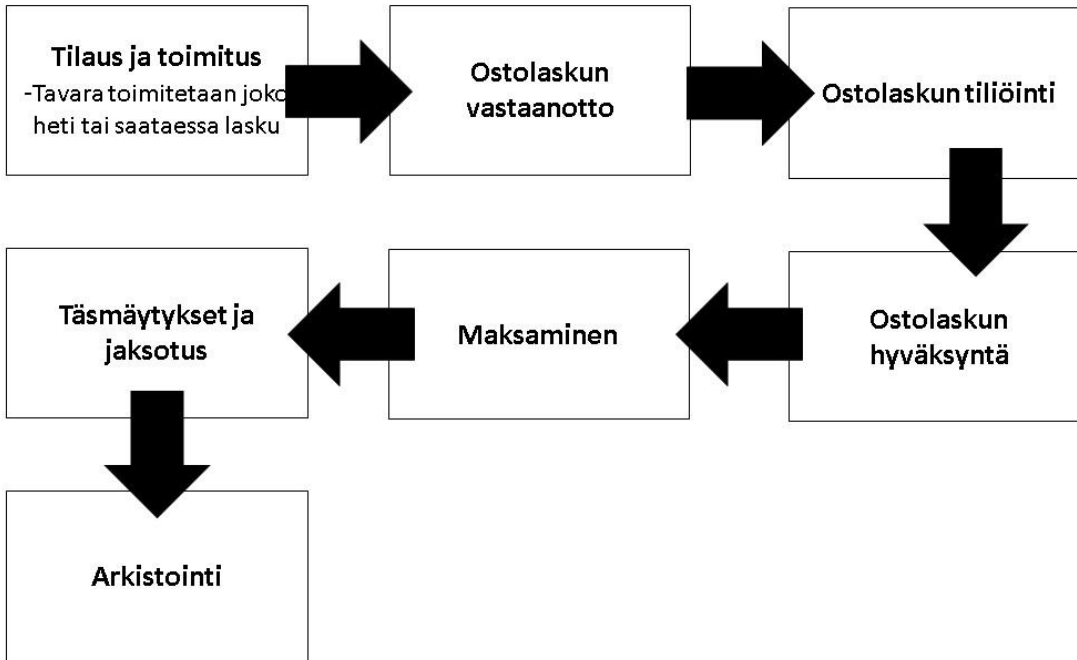 Tilaus ja toimitus
-Tavara toimitetaan joko
heti tai saataessa lasku
Ostolaskun
vastaanotto
Ostolaskun tiliöinti
Ostolaskun
hyväksyntä
Maksaminen
Täsmäytykset ja
jaksotus
Arkistointi